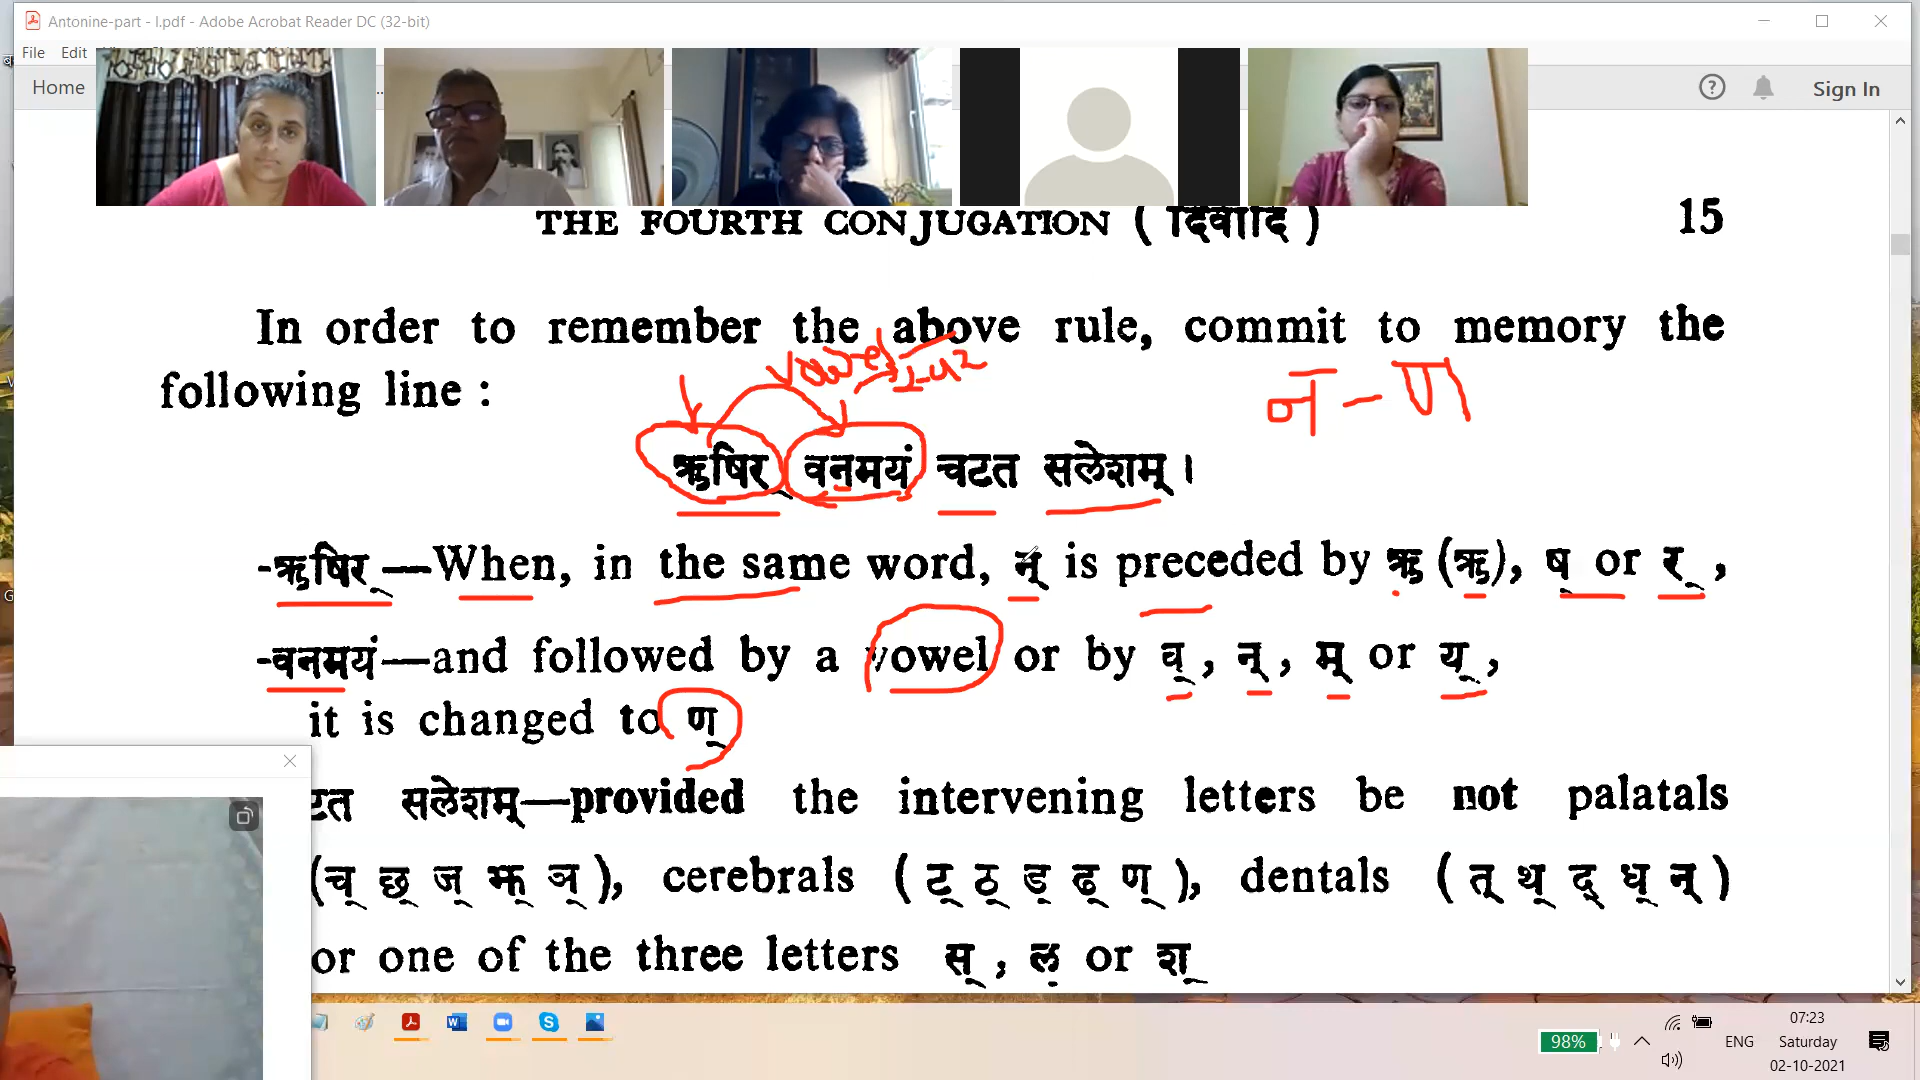 Antonine-part - I.pdf - Adobe Acrobat Reader DC (32-bit)
File Edit
Home
Sign In
THE FOURTH CONJUGATION ( दिवादि ) 15
In order to remember the above rule, commit to memory the
following line :
vowel
न - ण
ऋषिर् वनमयं चटत सलेशम् ।
-ऋषिर्—When, in the same word, न् is preceded by ऋ (ॠ), ष् or र् ,
-वनमयं—and followed by a vowel or by व् , न् , म् or य् ,
it is changed to ण्
टत सलेशम्—provided the intervening letters be not palatals
(च् छ् ज् झ् ञ् ), cerebrals ( ट् ठ् ड् ढ् ण् ), dentals ( त् थ् द् ध् न् )
or one of the three letters स् , ल् or श्
98% ENG 07:23
Saturday
02-10-2021